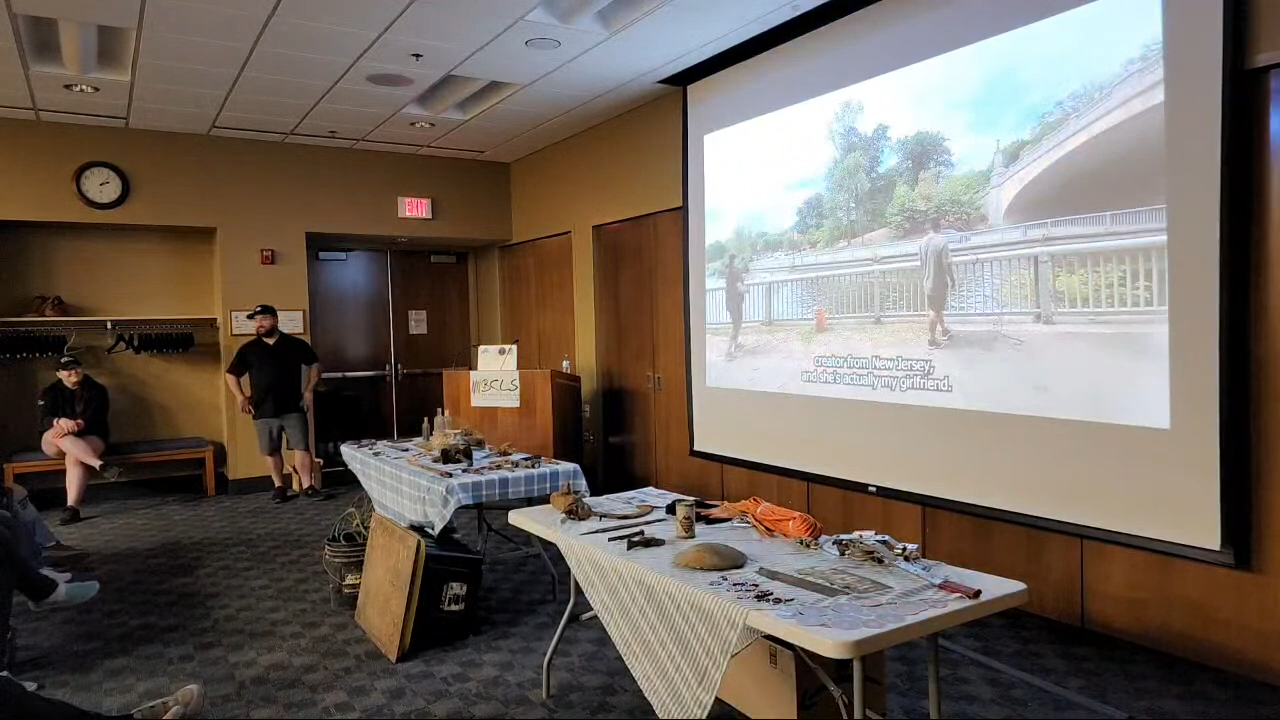 EXIT
BCLS
creator from New Jersey,
and she's actually my girlfriend.